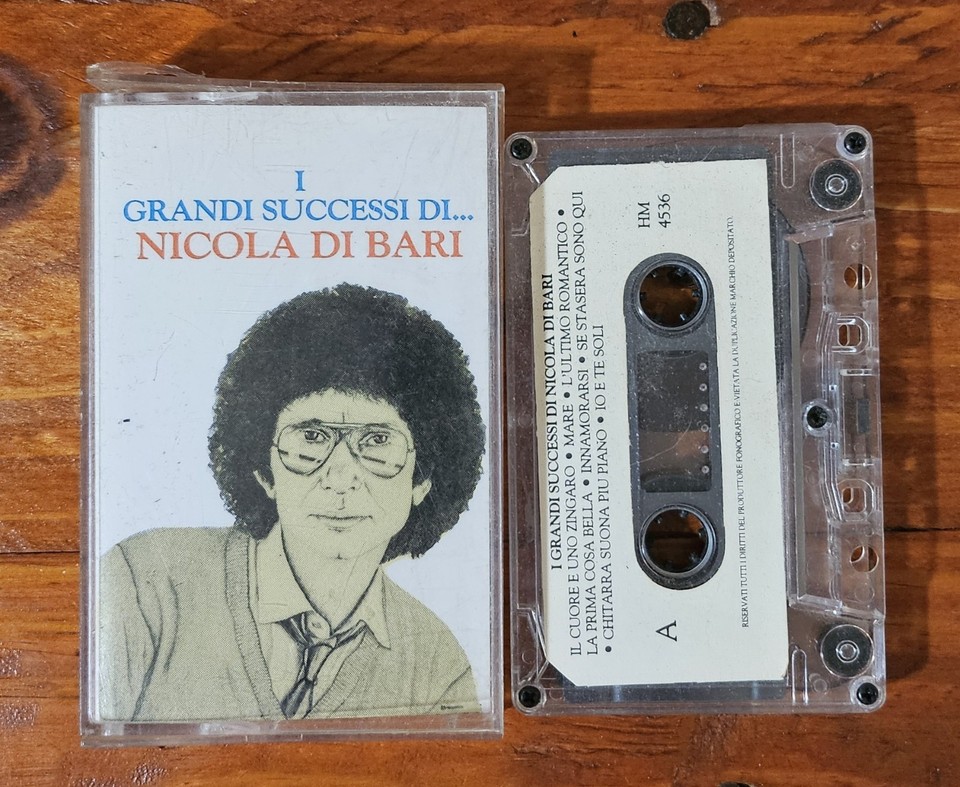 I
GRANDI SUCCESSI DI...
NICOLA DI BARI
I GRANDI SUCCESSI DI NICOLA DI BARI
IL CUORE E UNO ZINGARO • MARE • L'ULTIMO ROMANTICO •
LA PRIMA COSA BELLA • INNAMORARSI • SE STASERA SONO QUI
• CHITARRA SUONA PIU PIANO • IO E TE SOLI
HM
4536
A
RISERVATI TUTTI I DIRITTI DEL PRODUTTORE FONOGRAFICO E VIETATA LA DUPLICAZIONE MARCHIO DEPOSITATO.